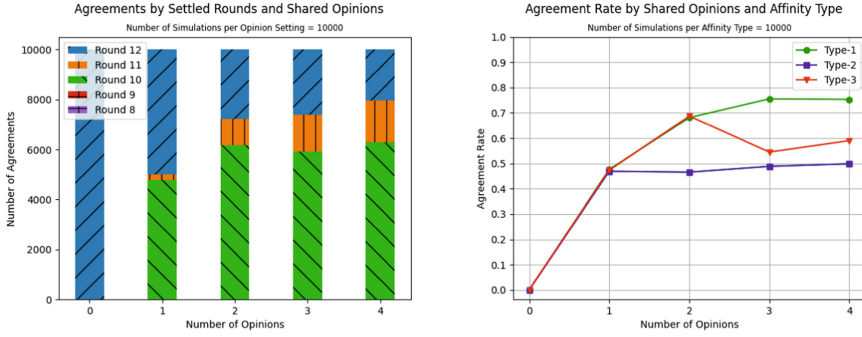 Agreements by Settled Rounds and Shared Opinions
Number of Simulations per Opinion Setting = 10000
10000
8000
6000
4000
2000
0
Number of Agreements
Round 12
Round 11
Round 10
Round 9
Round 8
0 1 2 3 4
Number of Opinions
Agreement Rate by Shared Opinions and Affinity Type
Number of Simulations per Affinity Type = 10000
1.0
0.9
0.8
0.7
0.6
0.5
0.4
0.3
0.2
0.1
0.0
Agreement Rate
Type-1
Type-2
Type-3
0 1 2 3 4
Number of Opinions